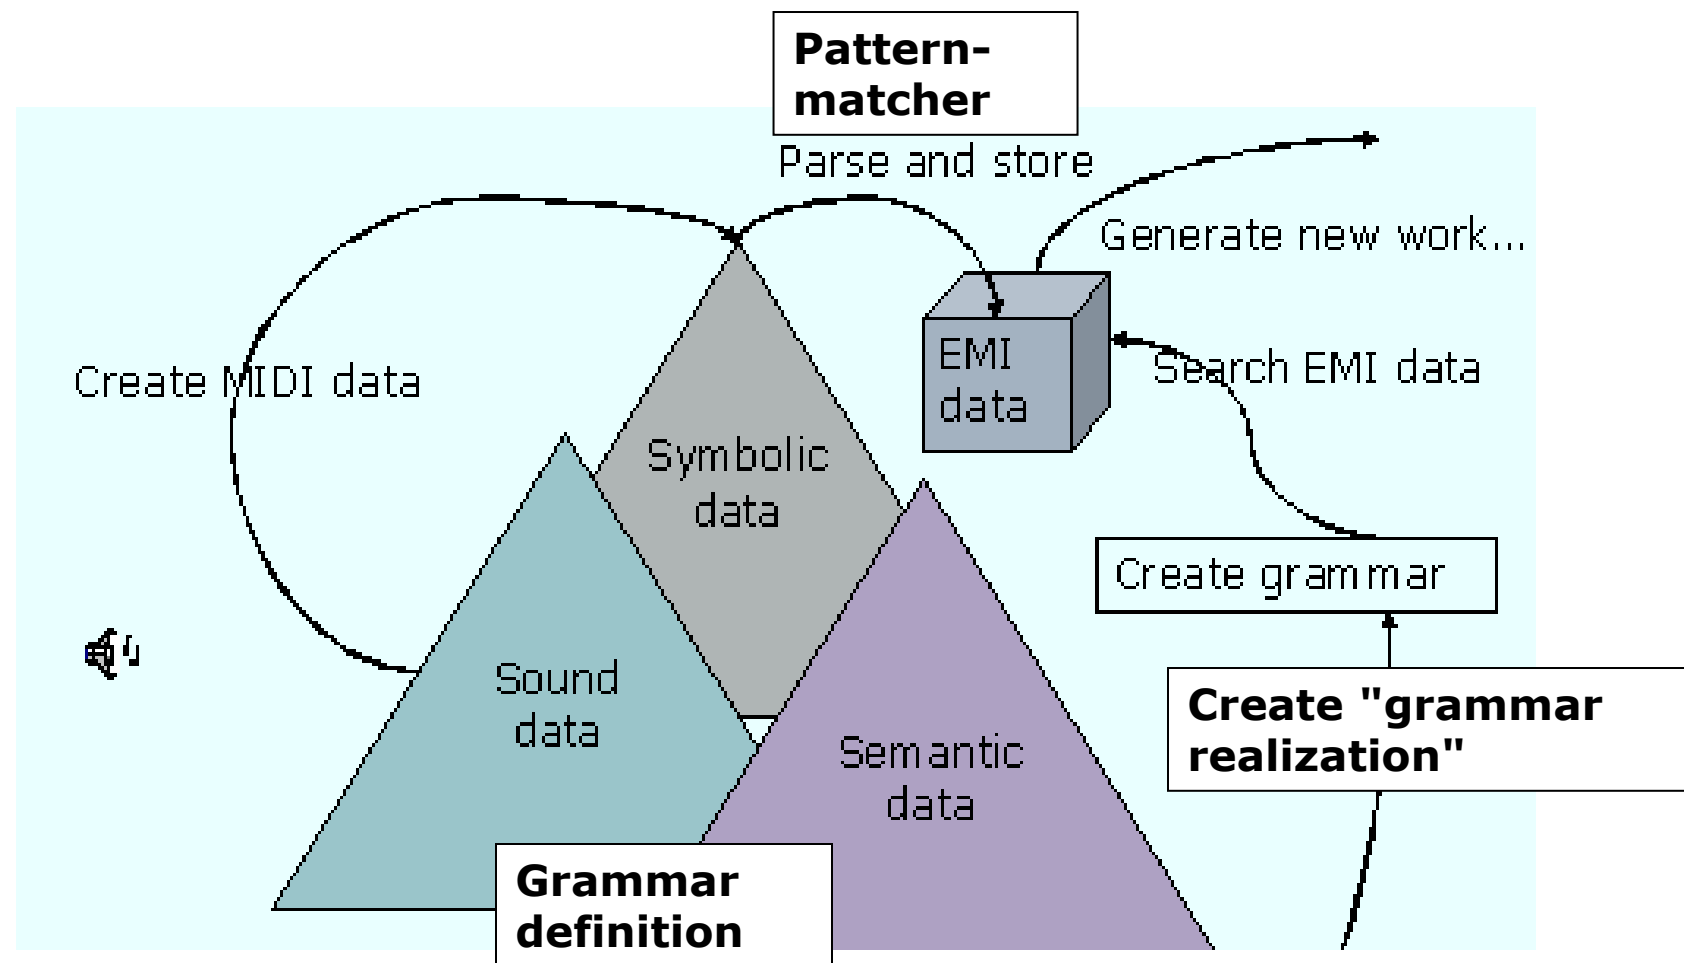 Pattern-
matcher
Parse and store
Generate new work...
EMI
data
Search EMI data
Create MIDI data
Symbolic
data
Create grammar
Sound
data
Create "grammar
realization"
Semantic
data
Grammar
definition